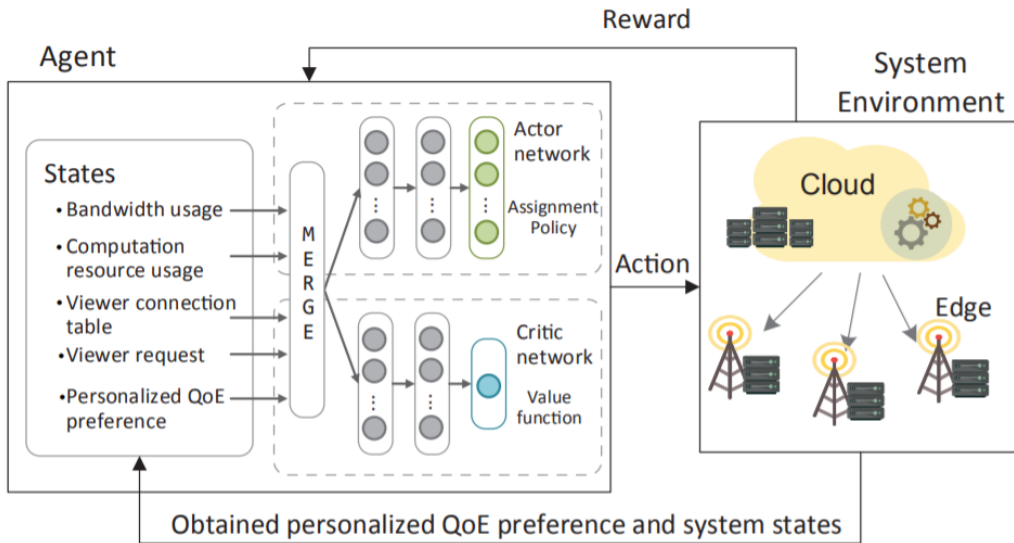 Reward
Agent
System
Environment
States
• Bandwidth usage
• Computation
resource usage
• Viewer connection
table
• Viewer request
• Personalized QoE
preference
M
E
R
G
E
Actor
network
Assignment
Policy
Critic
network
Value
function
Action
Cloud
Edge
Obtained personalized QoE preference and system states